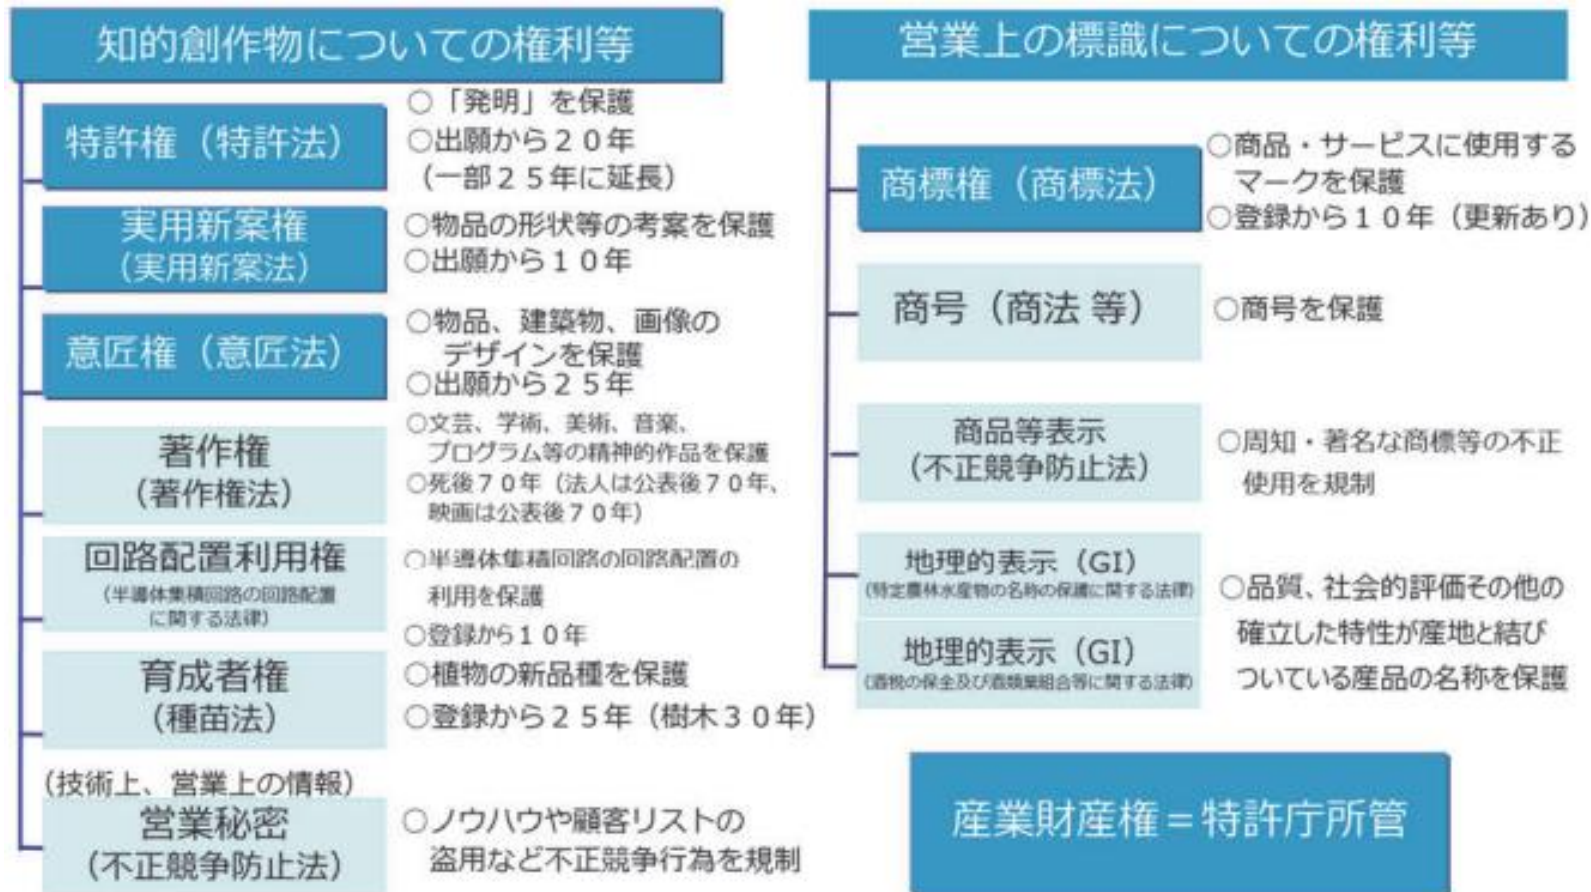 知的創作物についての権利等
特許権（特許法）
○「発明」を保護
○出願から２０年
（一部２５年に延長）
実用新案権
（実用新案法）
○物品の形状等の考案を保護
○出願から１０年
意匠権（意匠法）
○物品、建築物、画像の
デザインを保護
○出願から２５年
著作権
（著作権法）
○文芸、学術、美術、音楽、
プログラム等の精神的作品を保護
○死後７０年（法人は公表後７０年、
映画は公表後７０年）
回路配置利用権
（半導体集積回路の回路配置
に関する法律）
○半導体集積回路の回路配置の
利用を保護
○登録から１０年
育成者権
（種苗法）
○植物の新品種を保護
○登録から２５年（樹木３０年）
（技術上、営業上の情報）
営業秘密
（不正競争防止法）
○ノウハウや顧客リストの
盗用など不正競争行為を規制
営業上の標識についての権利等
商標権（商標法）
○商品・サービスに使用する
マークを保護
○登録から１０年（更新あり）
商号（商法 等）
○商号を保護
商品等表示
（不正競争防止法）
○周知・著名な商標等の不正
使用を規制
地理的表示（GI）
（特定農林水産物の名称の保護に関する法律）
地理的表示（GI）
（酒税の保全及び酒類業組合等に関する法律）
○品質、社会的評価その他の
確立した特性が産地と結び
ついている産品の名称を保護
産業財産権＝特許庁所管